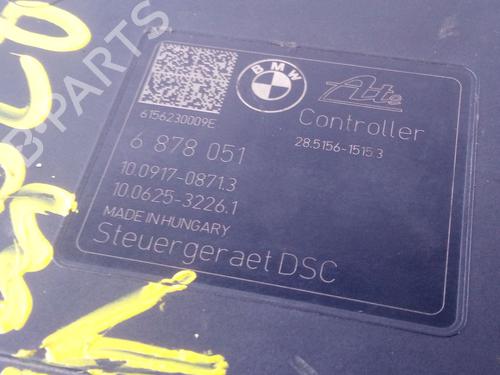 PARTS
BMW
Ate
Controller
6156230009E
28.5156-1515.3
6 878 051
10.0917-0871.3
10.0625-3226.1
MADE IN HUNGARY
Steuergeraet DSC